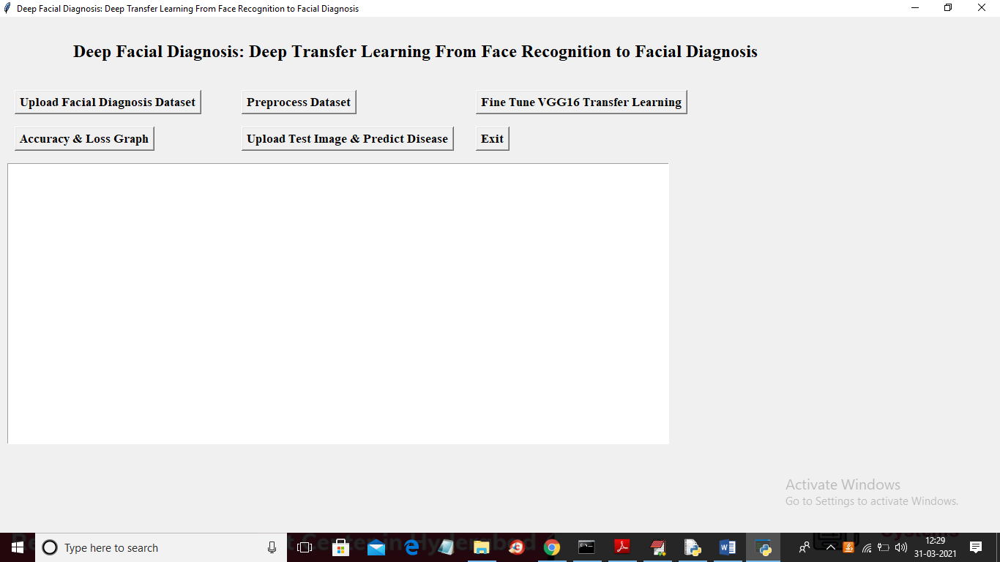 Deep Facial Diagnosis: Deep Transfer Learning From Face Recognition to Facial Diagnosis
Deep Facial Diagnosis: Deep Transfer Learning From Face Recognition to Facial Diagnosis
Upload Facial Diagnosis Dataset
Preprocess Dataset
Fine Tune VGG16 Transfer Learning
Accuracy & Loss Graph
Upload Test Image & Predict Disease
Exit
Activate Windows
Go to Settings to activate Windows.
Type here to search
12:29
31-03-2021